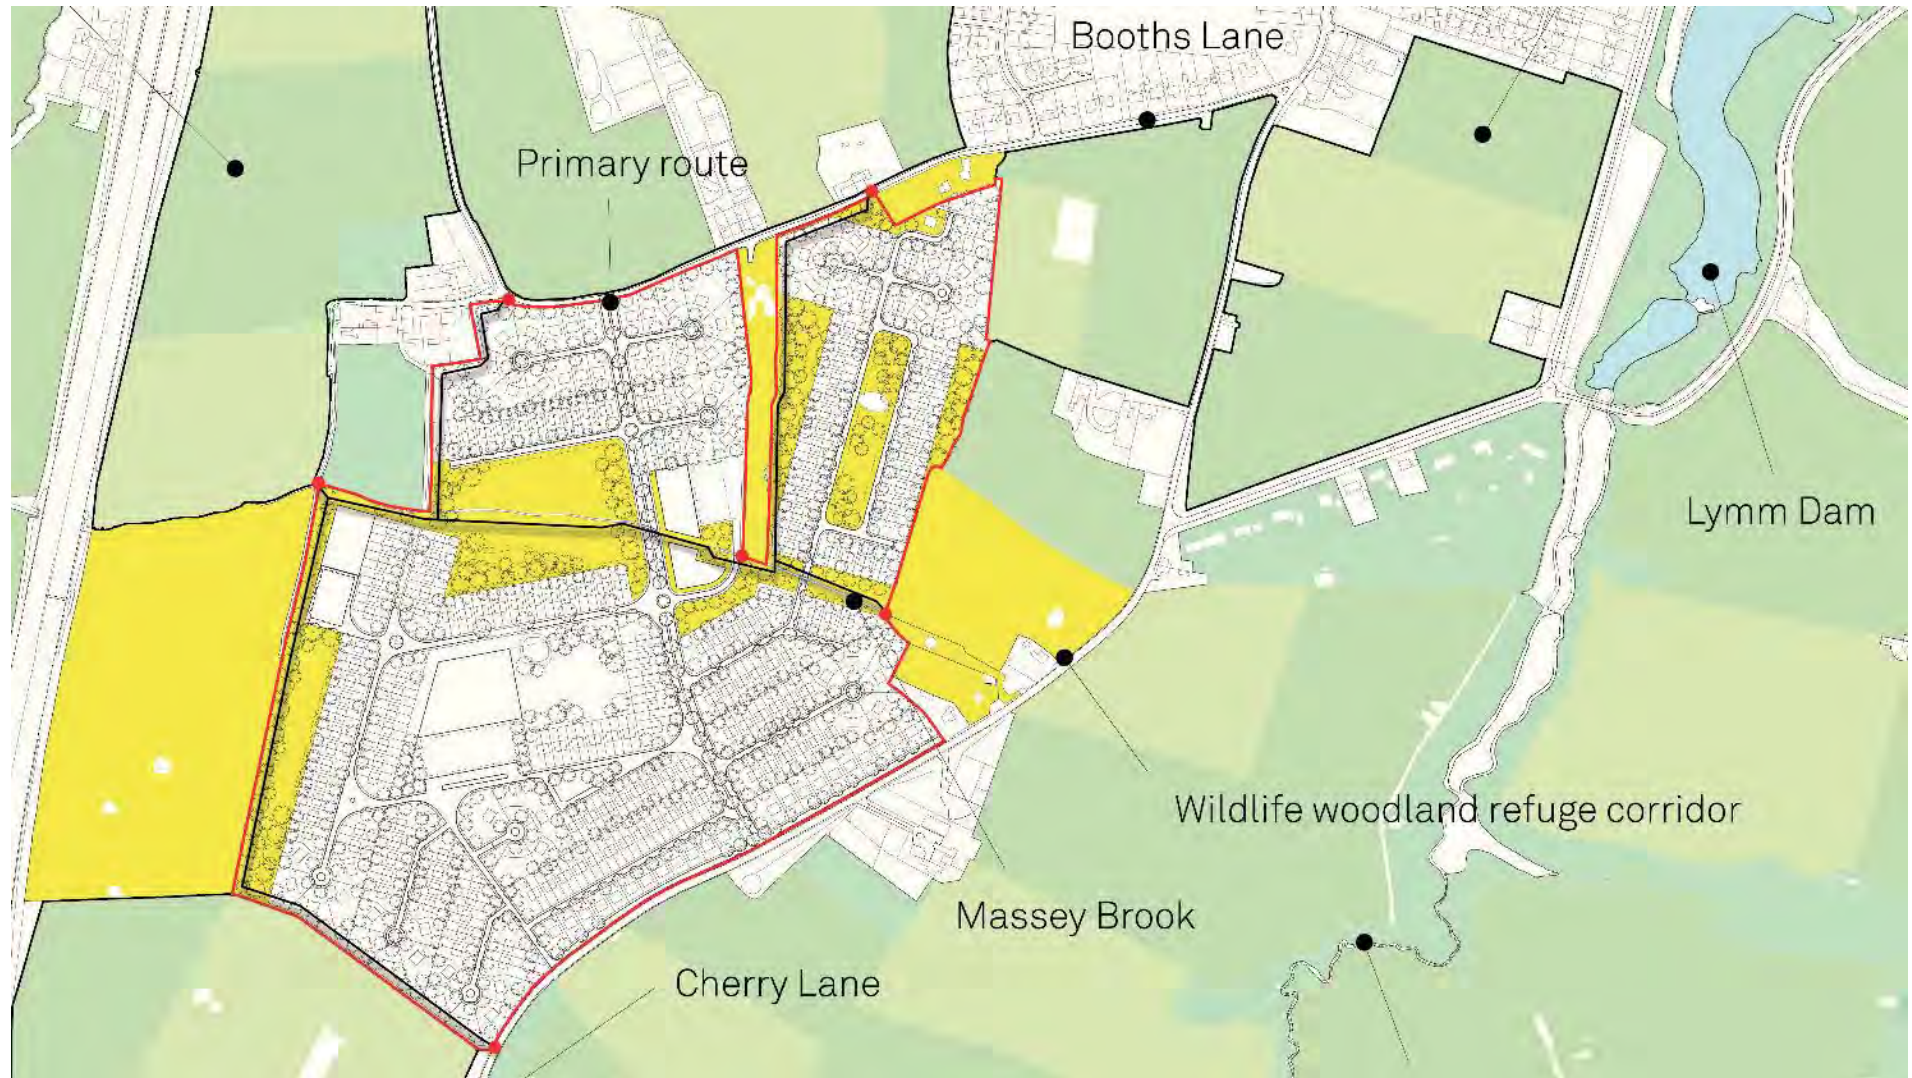 Booths Lane
Primary route
Lymm Dam
Wildlife woodland refuge corridor
Massey Brook
Cherry Lane